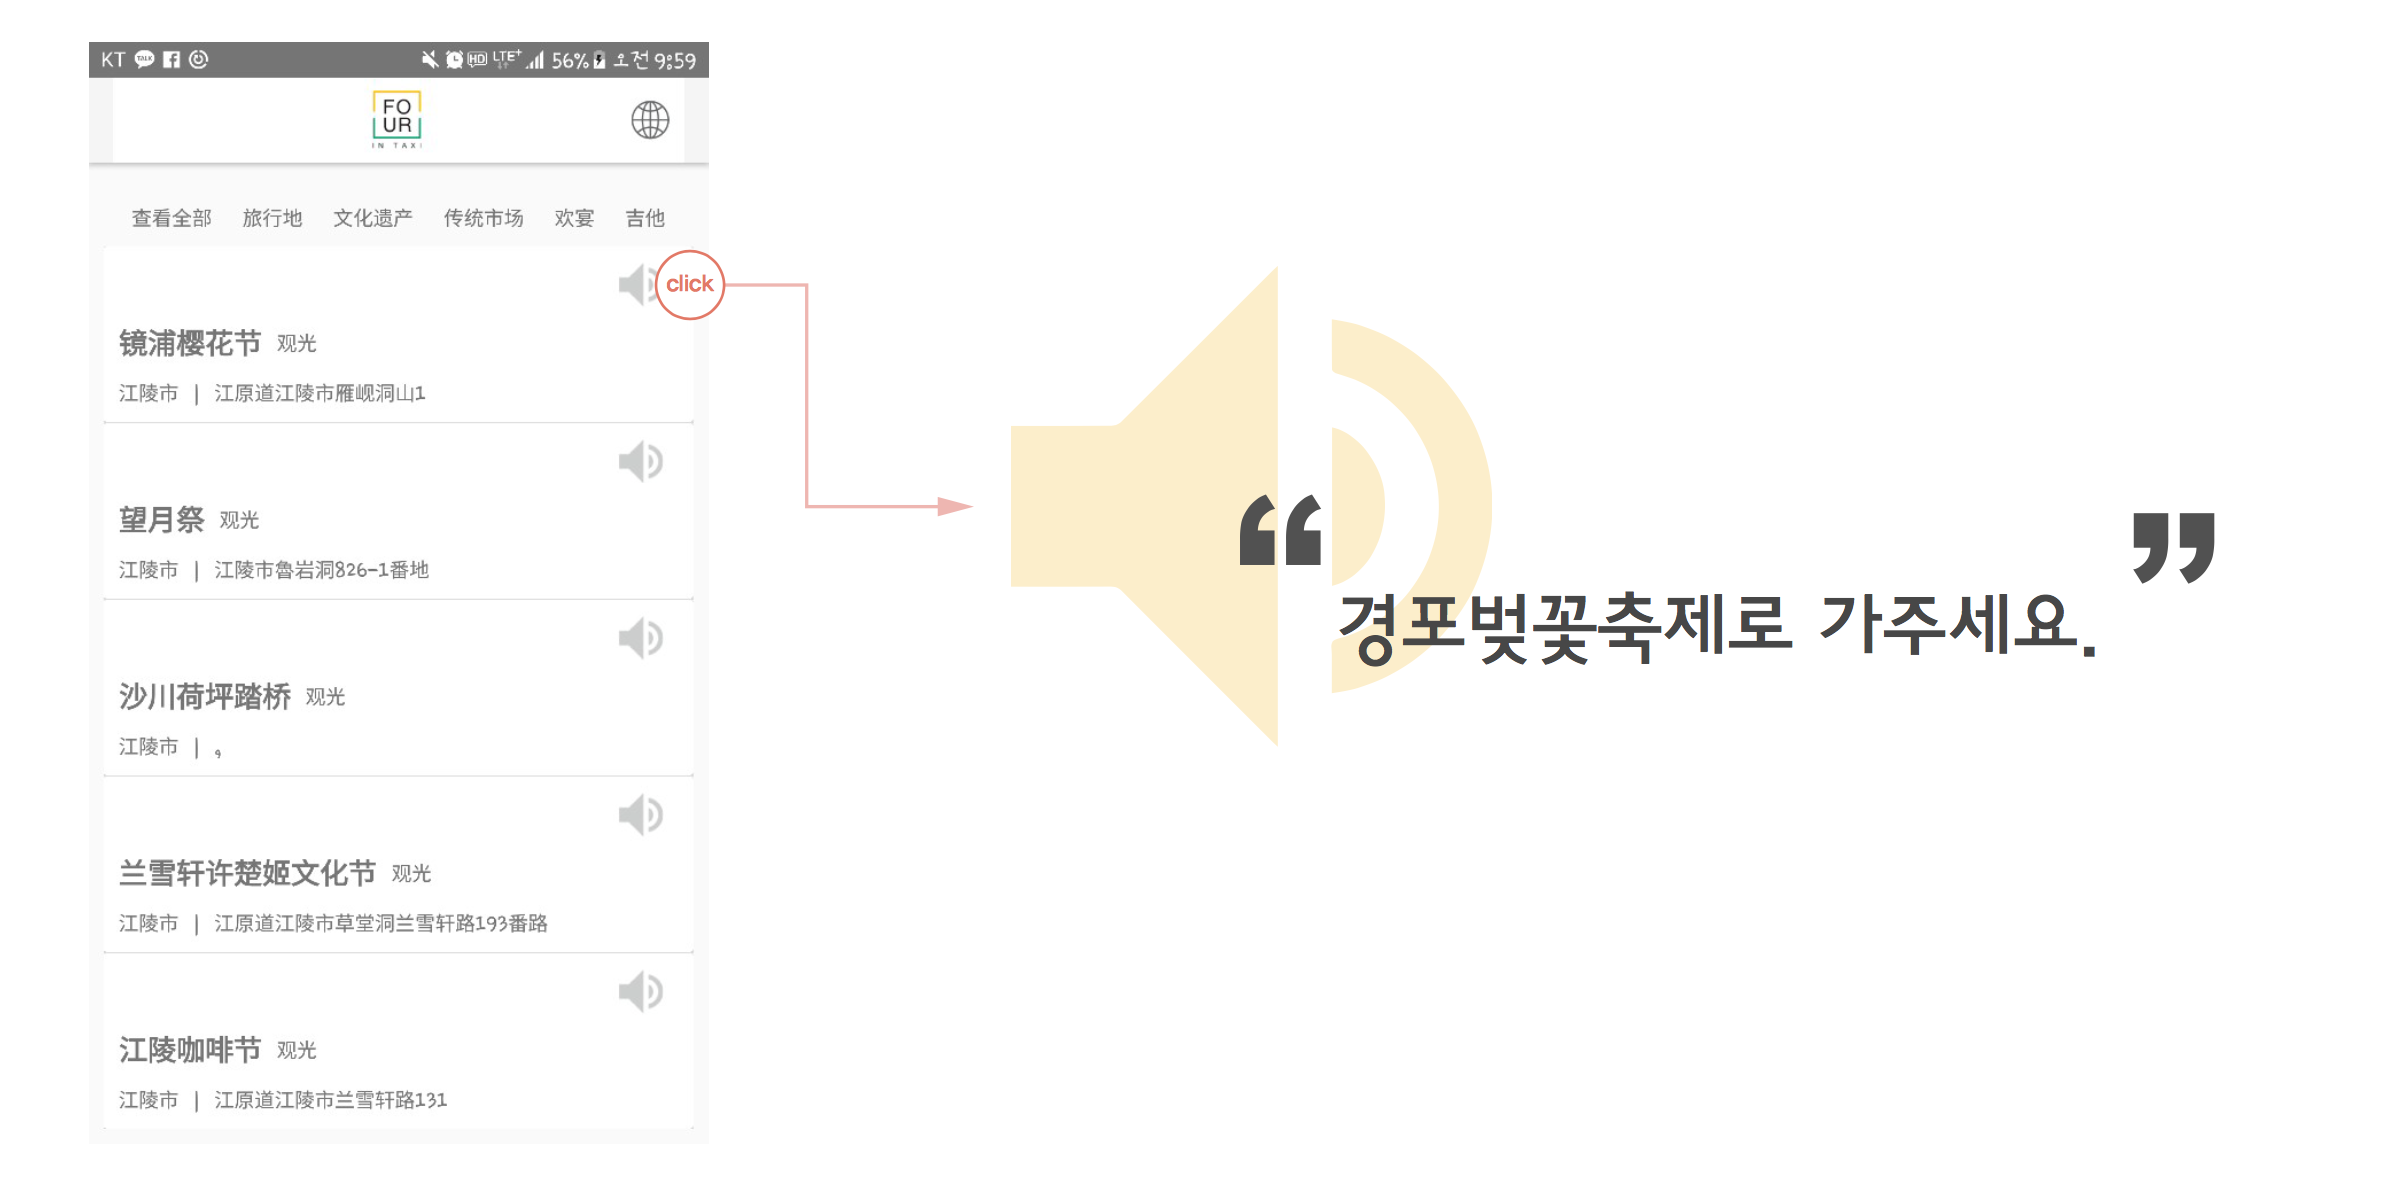 KT TALK HD LTE+ 56% 오전 9:59
FO
UR
IN TAXI
查看全部 旅行地 文化遗产 传统市场 欢宴 吉他
click
镜浦樱花节 观光
江陵市 | 江原道江陵市雁岘洞山1
望月祭 观光
江陵市 | 江陵市魯岩洞826-1番地
沙川荷坪踏桥 观光
江陵市 | ,
兰雪轩许楚姬文化节 观光
江陵市 | 江原道江陵市草堂洞兰雪轩路193番路
江陵咖啡节 观光
江陵市 | 江原道江陵市兰雪轩路131
“경포벚꽃축제로 가주세요.”